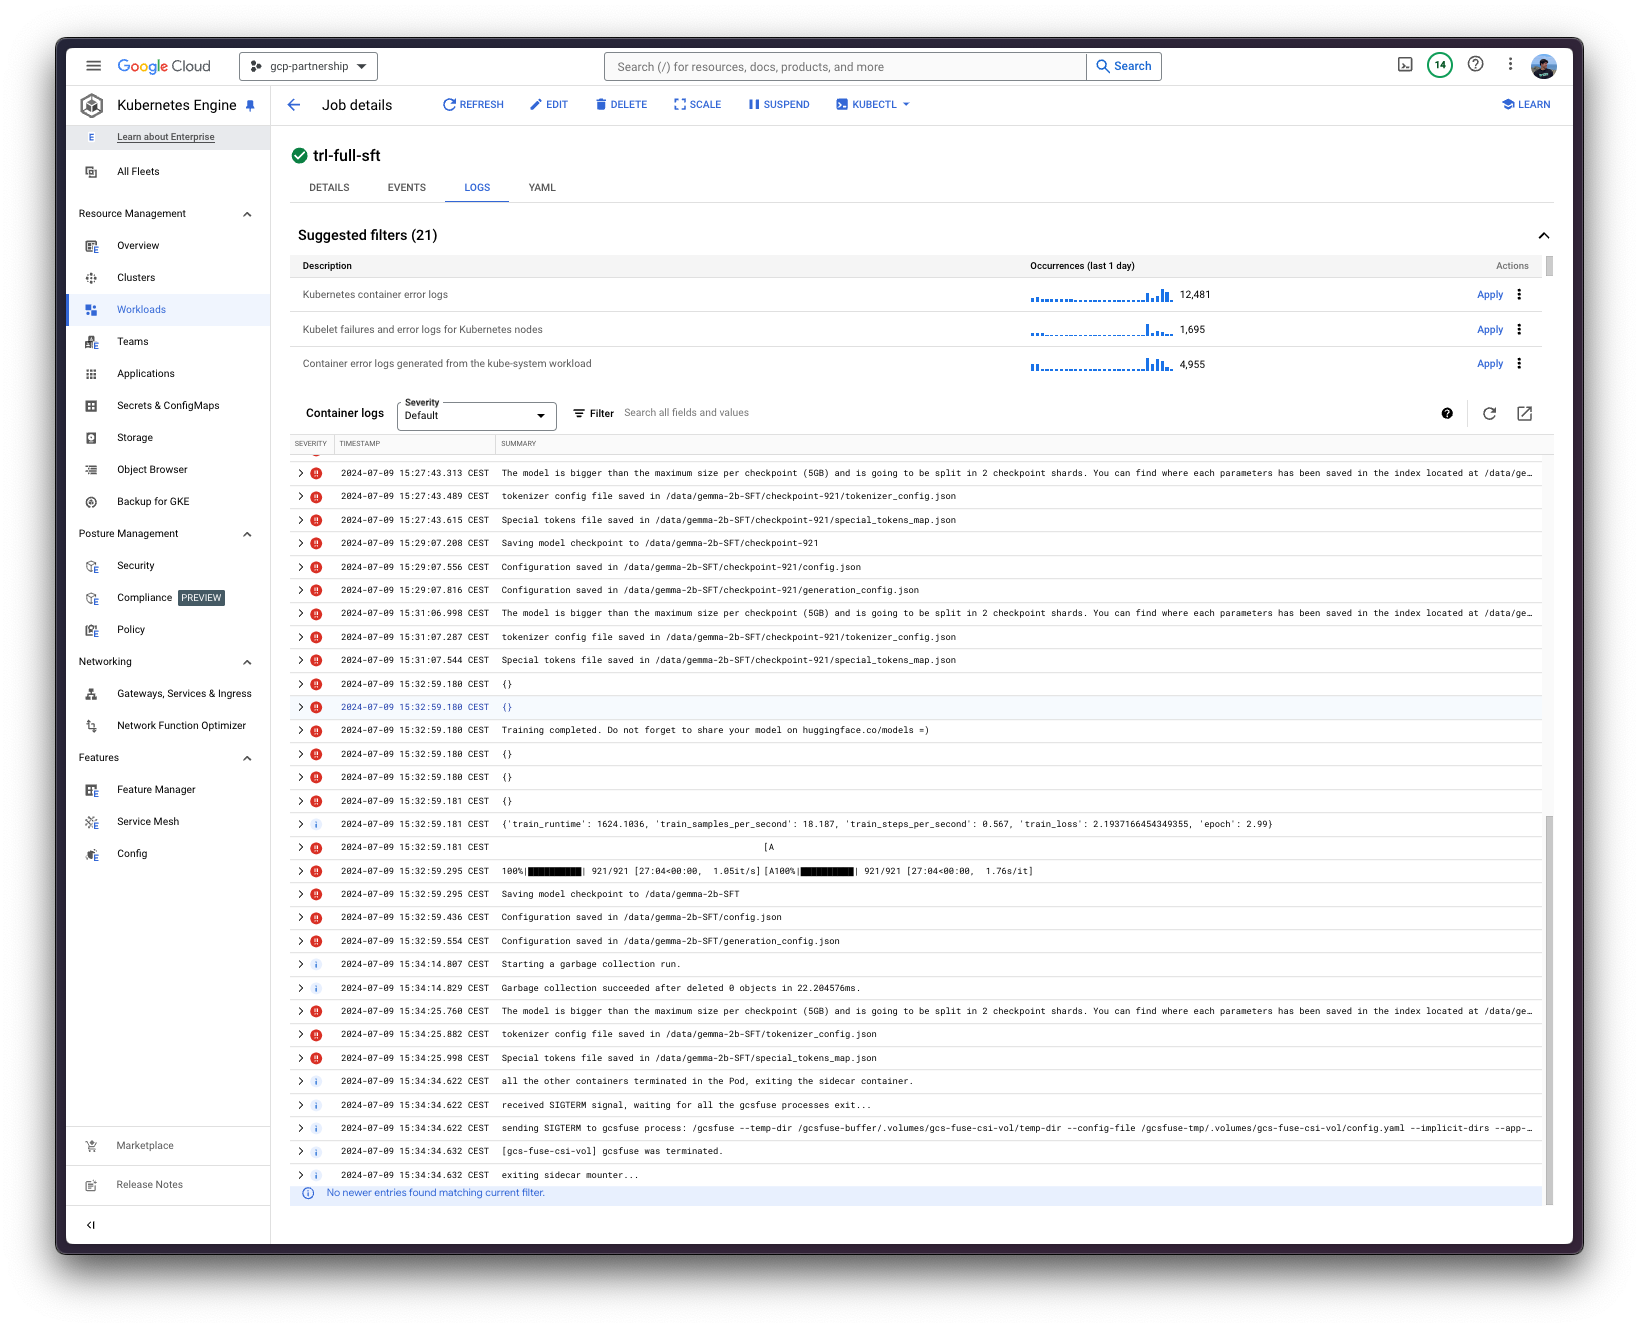 Google Cloud
gcp-partnership
Search (/) for resources, docs, products, and more
Search
14
Kubernetes Engine
Job details
REFRESH
EDIT
DELETE
SCALE
SUSPEND
KUBECTL
LEARN
E
Learn about Enterprise
All Fleets
Resource Management
Overview
Clusters
Workloads
Teams
Applications
Secrets & ConfigMaps
Storage
Object Browser
Backup for GKE
Posture Management
Security
Compliance PREVIEW
Policy
Networking
Gateways, Services & Ingress
Network Function Optimizer
Features
Feature Manager
Service Mesh
Config
Marketplace
Release Notes
trl-full-sft
DETAILS
EVENTS
LOGS
YAML
Suggested filters (21)
Description Occurrences (last 1 day) Actions
Kubernetes container error logs 12,481 Apply
Kubelet failures and error logs for Kubernetes nodes 1,695 Apply
Container error logs generated from the kube-system workload 4,955 Apply
Container logs
Severity
Default
Filter Search all fields and values
SEVERITY TIMESTAMP SUMMARY
2024-07-09 15:27:43.313 CEST The model is bigger than the maximum size per checkpoint (5GB) and is going to be split in 2 checkpoint shards. You can find where each parameters has been saved in the index located at /data/ge…
2024-07-09 15:27:43.489 CEST tokenizer config file saved in /data/gemma-2b-SFT/checkpoint-921/tokenizer_config.json
2024-07-09 15:27:43.615 CEST Special tokens file saved in /data/gemma-2b-SFT/checkpoint-921/special_tokens_map.json
2024-07-09 15:29:07.208 CEST Saving model checkpoint to /data/gemma-2b-SFT/checkpoint-921
2024-07-09 15:29:07.556 CEST Configuration saved in /data/gemma-2b-SFT/checkpoint-921/config.json
2024-07-09 15:29:07.816 CEST Configuration saved in /data/gemma-2b-SFT/checkpoint-921/generation_config.json
2024-07-09 15:31:06.998 CEST The model is bigger than the maximum size per checkpoint (5GB) and is going to be split in 2 checkpoint shards. You can find where each parameters has been saved in the index located at /data/ge…
2024-07-09 15:31:07.287 CEST tokenizer config file saved in /data/gemma-2b-SFT/checkpoint-921/tokenizer_config.json
2024-07-09 15:31:07.544 CEST Special tokens file saved in /data/gemma-2b-SFT/checkpoint-921/special_tokens_map.json
2024-07-09 15:32:59.180 CEST {}
2024-07-09 15:32:59.180 CEST {}
2024-07-09 15:32:59.180 CEST Training completed. Do not forget to share your model on huggingface.co/models =)
2024-07-09 15:32:59.180 CEST {}
2024-07-09 15:32:59.180 CEST {}
2024-07-09 15:32:59.181 CEST {}
2024-07-09 15:32:59.181 CEST {'train_runtime': 1624.1036, 'train_samples_per_second': 18.187, 'train_steps_per_second': 0.567, 'train_loss': 2.1937166454349355, 'epoch': 2.99}
2024-07-09 15:32:59.181 CEST [A
2024-07-09 15:32:59.295 CEST 100%|██████████| 921/921 [27:04<00:00, 1.05it/s][A100%|██████████| 921/921 [27:04<00:00, 1.76s/it]
2024-07-09 15:32:59.295 CEST Saving model checkpoint to /data/gemma-2b-SFT
2024-07-09 15:32:59.436 CEST Configuration saved in /data/gemma-2b-SFT/config.json
2024-07-09 15:32:59.554 CEST Configuration saved in /data/gemma-2b-SFT/generation_config.json
2024-07-09 15:34:14.807 CEST Starting a garbage collection run.
2024-07-09 15:34:14.829 CEST Garbage collection succeeded after deleted 0 objects in 22.204576ms.
2024-07-09 15:34:25.760 CEST The model is bigger than the maximum size per checkpoint (5GB) and is going to be split in 2 checkpoint shards. You can find where each parameters has been saved in the index located at /data/ge…
2024-07-09 15:34:25.882 CEST tokenizer config file saved in /data/gemma-2b-SFT/tokenizer_config.json
2024-07-09 15:34:25.998 CEST Special tokens file saved in /data/gemma-2b-SFT/special_tokens_map.json
2024-07-09 15:34:34.622 CEST all the other containers terminated in the Pod, exiting the sidecar container.
2024-07-09 15:34:34.622 CEST received SIGTERM signal, waiting for all the gcsfuse processes exit...
2024-07-09 15:34:34.622 CEST sending SIGTERM to gcsfuse process: /gcsfuse --temp-dir /gcsfuse-buffer/.volumes/gcs-fuse-csi-vol/temp-dir --config-file /gcsfuse-tmp/.volumes/gcs-fuse-csi-vol/config.yaml --implicit-dirs --app-…
2024-07-09 15:34:34.632 CEST [gcs-fuse-csi-vol] gcsfuse was terminated.
2024-07-09 15:34:34.632 CEST exiting sidecar mounter...
No newer entries found matching current filter.